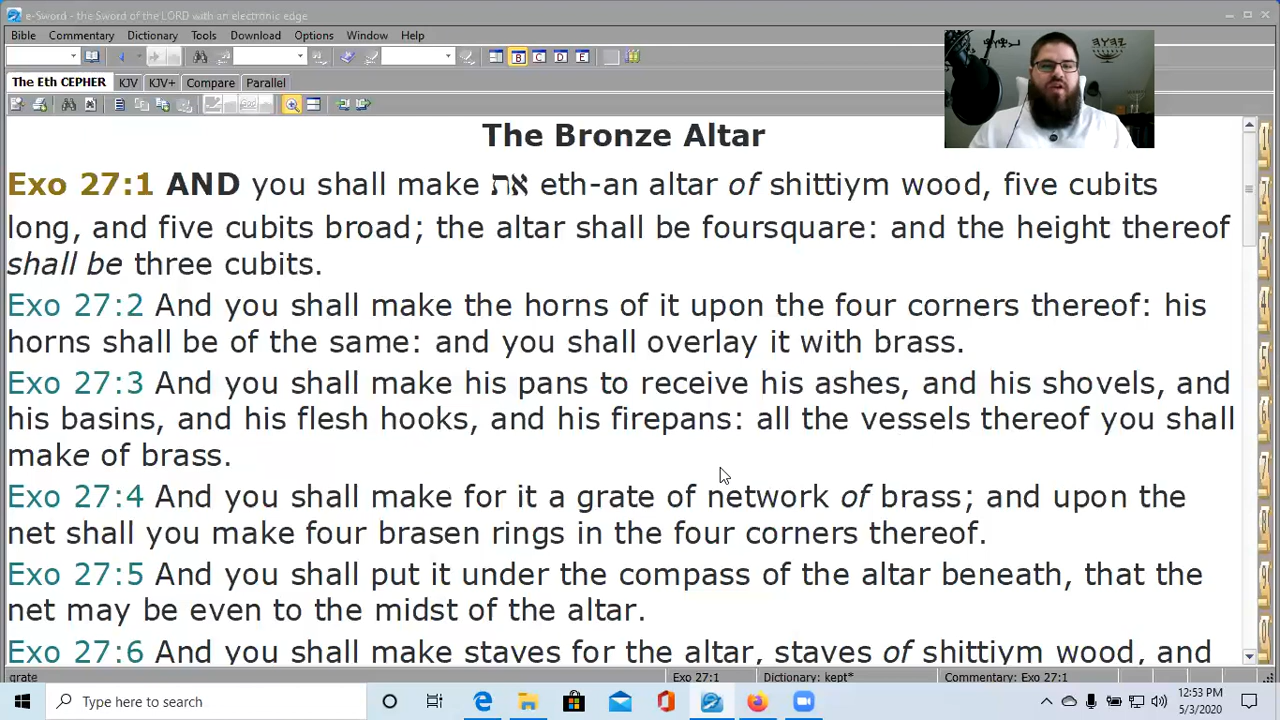 e-Sword - the Sword of the LORD with an electronic edge
Bible Commentary Dictionary Tools Download Options Window Help
B C D E
The Eth CEPHER KJV KJV+ Compare Parallel
The Bronze Altar
Exo 27:1 AND you shall make את eth-an altar of shittiym wood, five cubits
long, and five cubits broad; the altar shall be foursquare: and the height thereof
shall be three cubits.
Exo 27:2 And you shall make the horns of it upon the four corners thereof: his
horns shall be of the same: and you shall overlay it with brass.
Exo 27:3 And you shall make his pans to receive his ashes, and his shovels, and
his basins, and his flesh hooks, and his firepans: all the vessels thereof you shall
make of brass.
Exo 27:4 And you shall make for it a grate of network of brass; and upon the
net shall you make four brasen rings in the four corners thereof.
Exo 27:5 And you shall put it under the compass of the altar beneath, that the
net may be even to the midst of the altar.
Exo 27:6 And you shall make staves for the altar, staves of shittiym wood, and
grate Exo 27:1 Dictionary: kept* Commentary: Exo 27:1
Type here to search
12:53 PM
5/3/2020